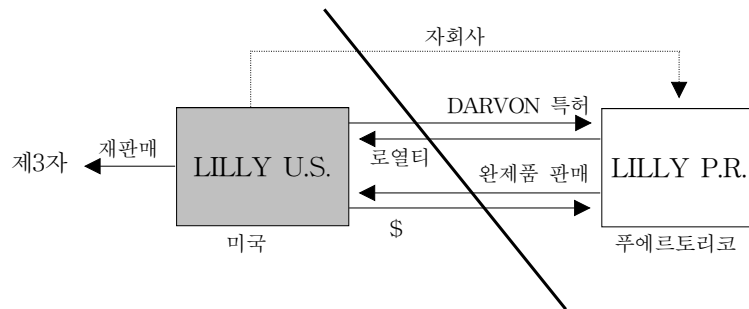 자회사
DARVON 특허
제3자
재판매
LILLY U.S.
로열티
LILLY P.R.
완제품 판매
미국
$
푸에르토리코